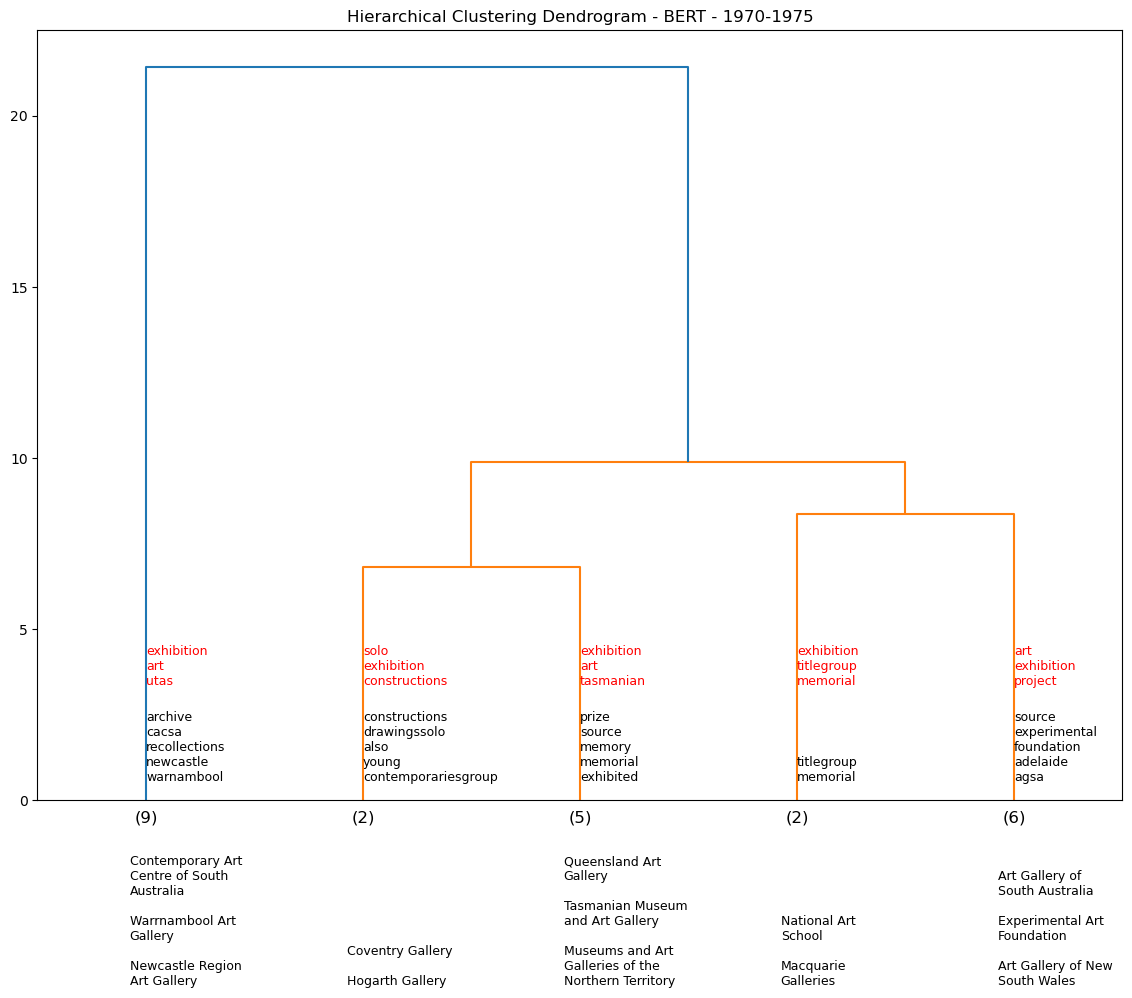 Hierarchical Clustering Dendrogram - BERT - 1970-1975
20
15
10
5
0
exhibition
art
utas
archive
cacsa
recollections
newcastle
warnambool
(9)
Contemporary Art
Centre of South
Australia
Warrnambool Art
Gallery
Newcastle Region
Art Gallery
solo
exhibition
constructions
constructions
drawingssolo
also
young
contemporariesgroup
(2)
Coventry Gallery
Hogarth Gallery
exhibition
art
tasmanian
prize
source
memory
memorial
exhibited
(5)
Queensland Art
Gallery
Tasmanian Museum
and Art Gallery
Museums and Art
Galleries of the
Northern Territory
exhibition
titlegroup
memorial
titlegroup
memorial
(2)
National Art
School
Macquarie
Galleries
art
exhibition
project
source
experimental
foundation
adelaide
agsa
(6)
Art Gallery of
South Australia
Experimental Art
Foundation
Art Gallery of New
South Wales